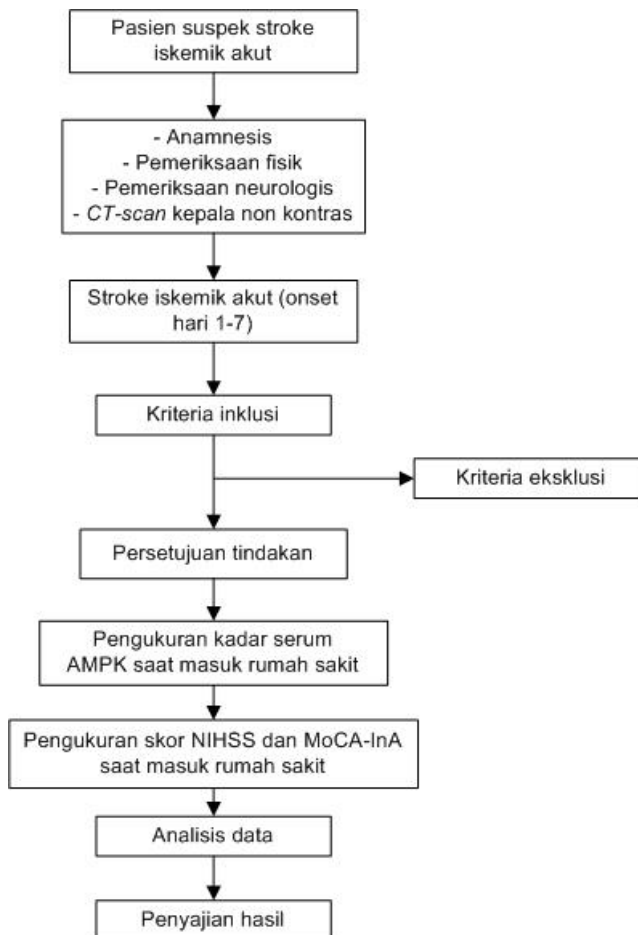 Pasien suspek stroke
iskemik akut
- Anamnesis
- Pemeriksaan fisik
- Pemeriksaan neurologis
- CT-scan kepala non kontras
Stroke iskemik akut (onset
hari 1-7)
Kriteria inklusi
Kriteria eksklusi
Persetujuan tindakan
Pengukuran kadar serum
AMPK saat masuk rumah sakit
Pengukuran skor NIHSS dan MoCA-InA
saat masuk rumah sakit
Analisis data
Penyajian hasil